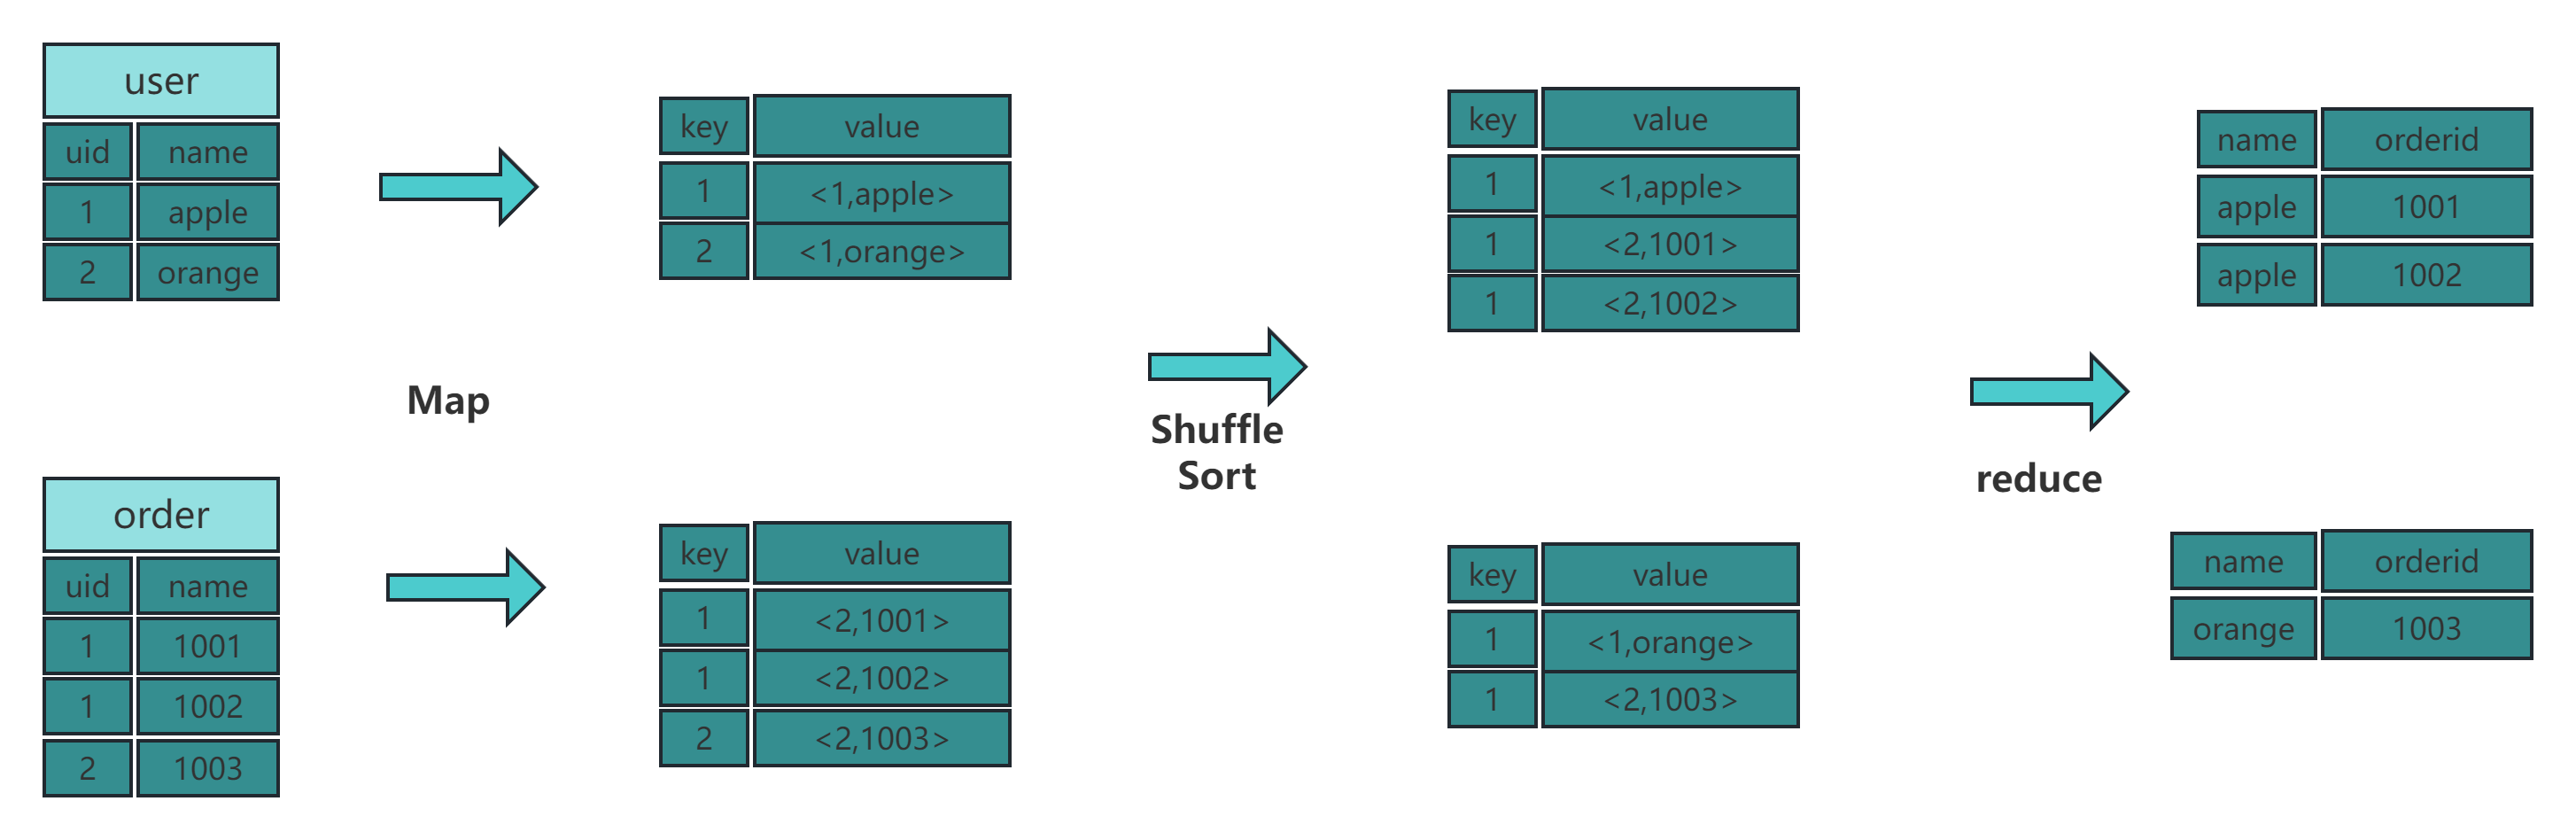 user
uid name
1 apple
2 orange
order
uid name
1 1001
1 1002
2 1003
Map
key value
1 <1,apple>
2 <1,orange>
key value
1 <2,1001>
1 <2,1002>
2 <2,1003>
Shuffle
Sort
key value
1 <1,apple>
1 <2,1001>
1 <2,1002>
key value
1 <1,orange>
1 <2,1003>
reduce
name orderid
apple 1001
apple 1002
name orderid
orange 1003